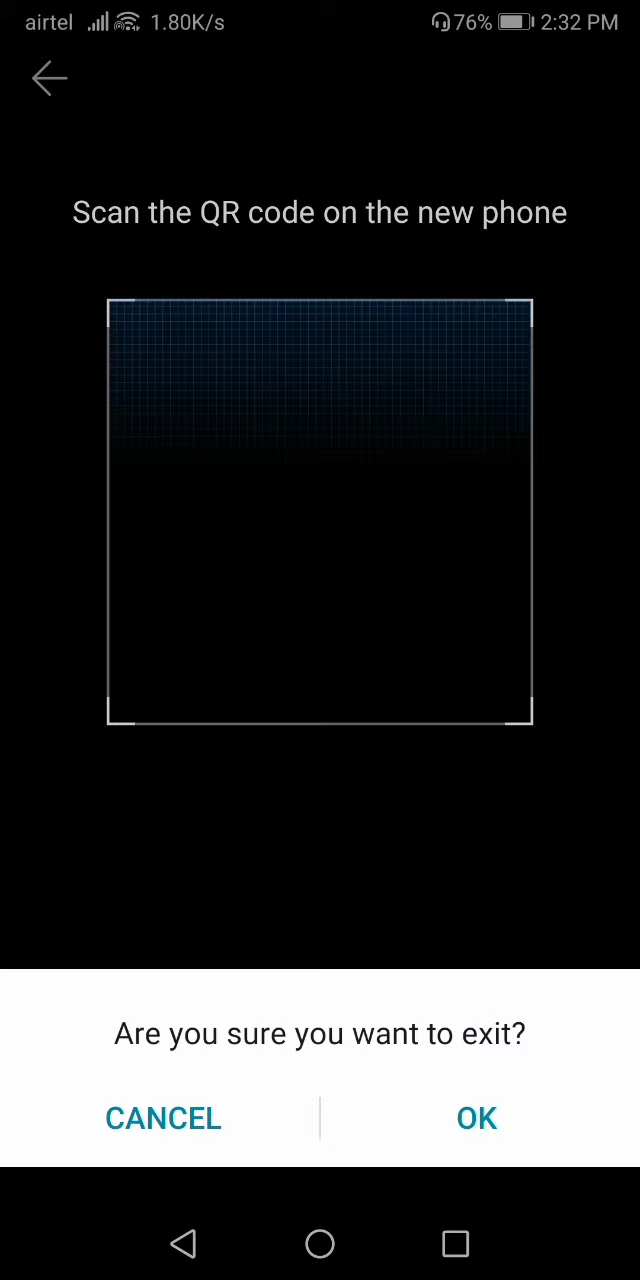 airtel 1.80K/s 76% 2:32 PM
Scan the QR code on the new phone
Are you sure you want to exit?
CANCEL OK